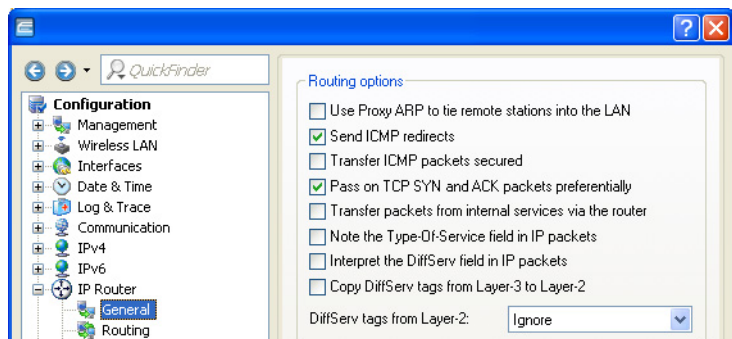 QuickFinder
Configuration
Management
Wireless LAN
Interfaces
Date & Time
Log & Trace
Communication
IPv4
IPv6
IP Router
General
Routing
Routing options
Use Proxy ARP to tie remote stations into the LAN
Send ICMP redirects
Transfer ICMP packets secured
Pass on TCP SYN and ACK packets preferentially
Transfer packets from internal services via the router
Note the Type-Of-Service field in IP packets
Interpret the DiffServ field in IP packets
Copy DiffServ tags from Layer-3 to Layer-2
DiffServ tags from Layer-2: Ignore